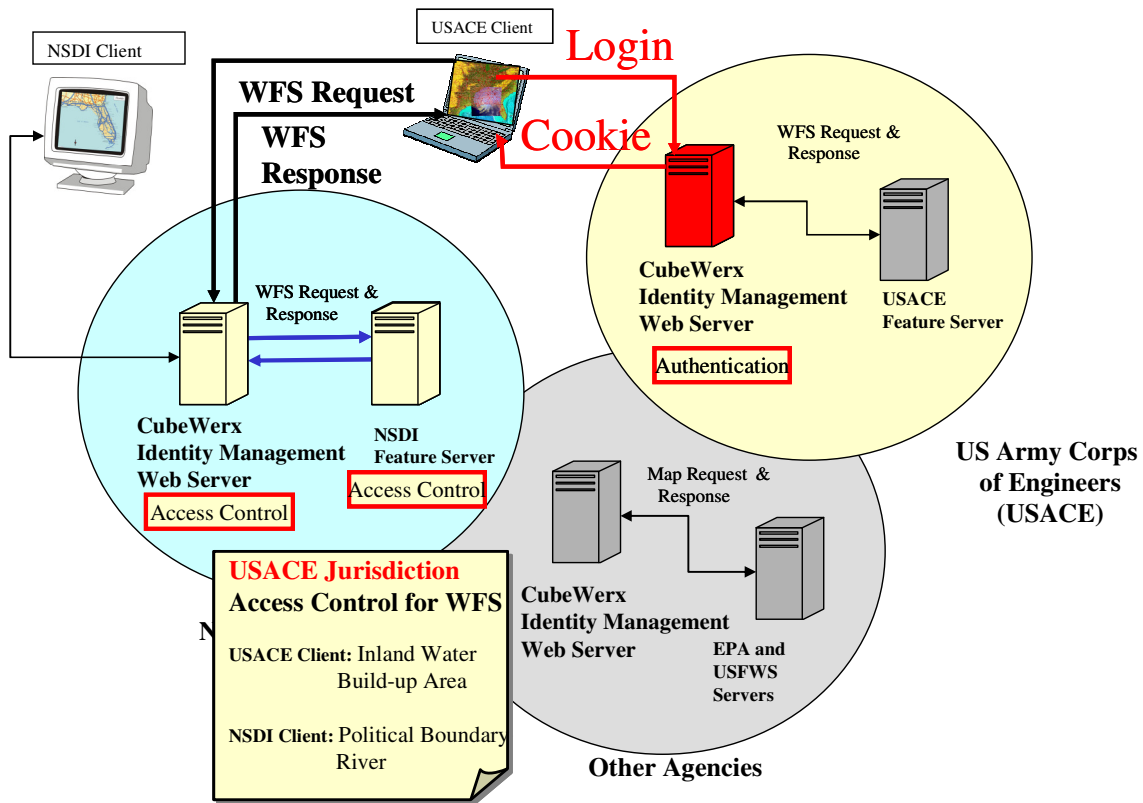 NSDI Client
USACE Client
Login
WFS Request
Cookie
WFS
Response
WFS Request &
Response
CubeWerx
Identity Management
Web Server
USACE
Feature Server
Authentication
WFS Request &
Response
CubeWerx
Identity Management
Web Server
NSDI
Feature Server
Access Control
Access Control
US Army Corps
of Engineers
(USACE)
Map Request &
Response
CubeWerx
Identity Management
Web Server
EPA and
USFWS
Servers
Other Agencies
N
USACE Jurisdiction
Access Control for WFS
USACE Client: Inland Water
Build-up Area
NSDI Client: Political Boundary
River